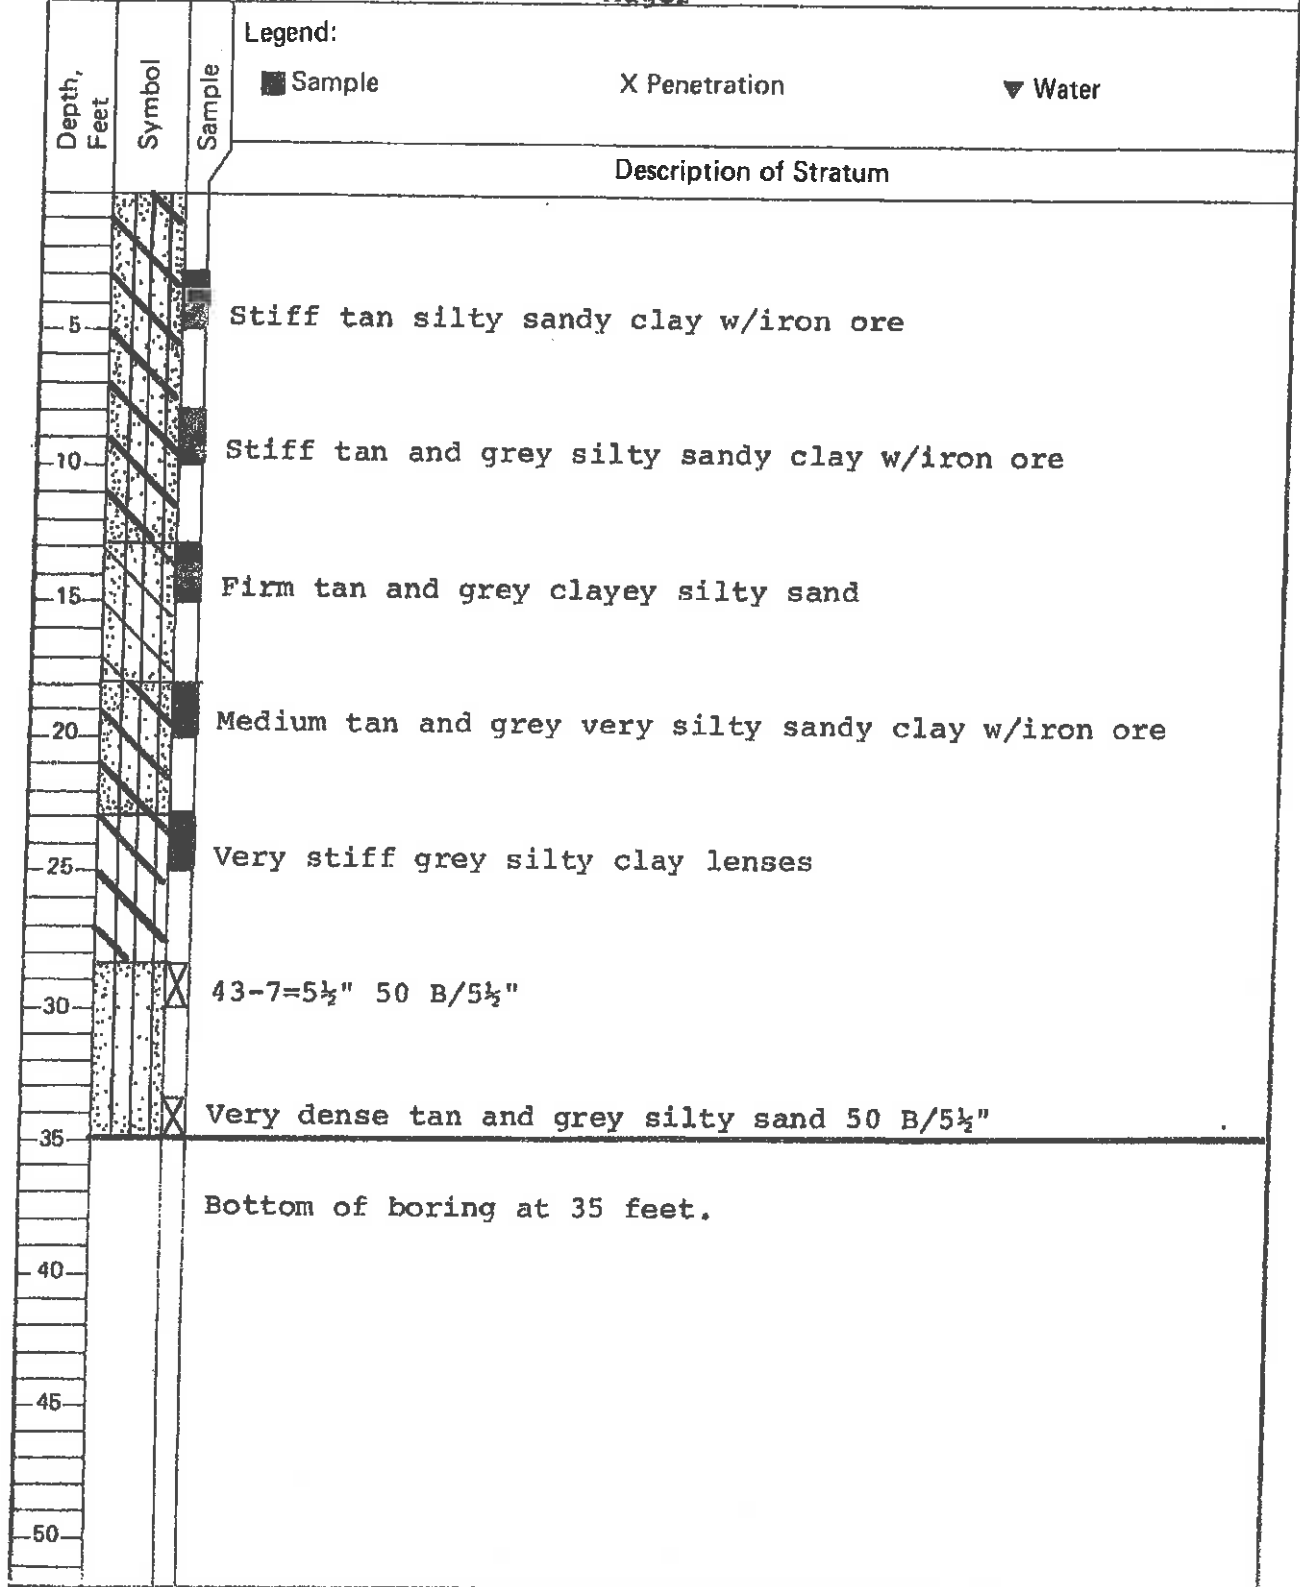 Legend:
Depth, Feet
Symbol
Sample
■ Sample X Penetration ▼ Water
Description of Stratum
5 Stiff tan silty sandy clay w/iron ore
10 Stiff tan and grey silty sandy clay w/iron ore
15 Firm tan and grey clayey silty sand
20 Medium tan and grey very silty sandy clay w/iron ore
25 Very stiff grey silty clay lenses
30 43-7=5½" 50 B/5½"
Very dense tan and grey silty sand 50 B/5½"
35
Bottom of boring at 35 feet.
40
45
50